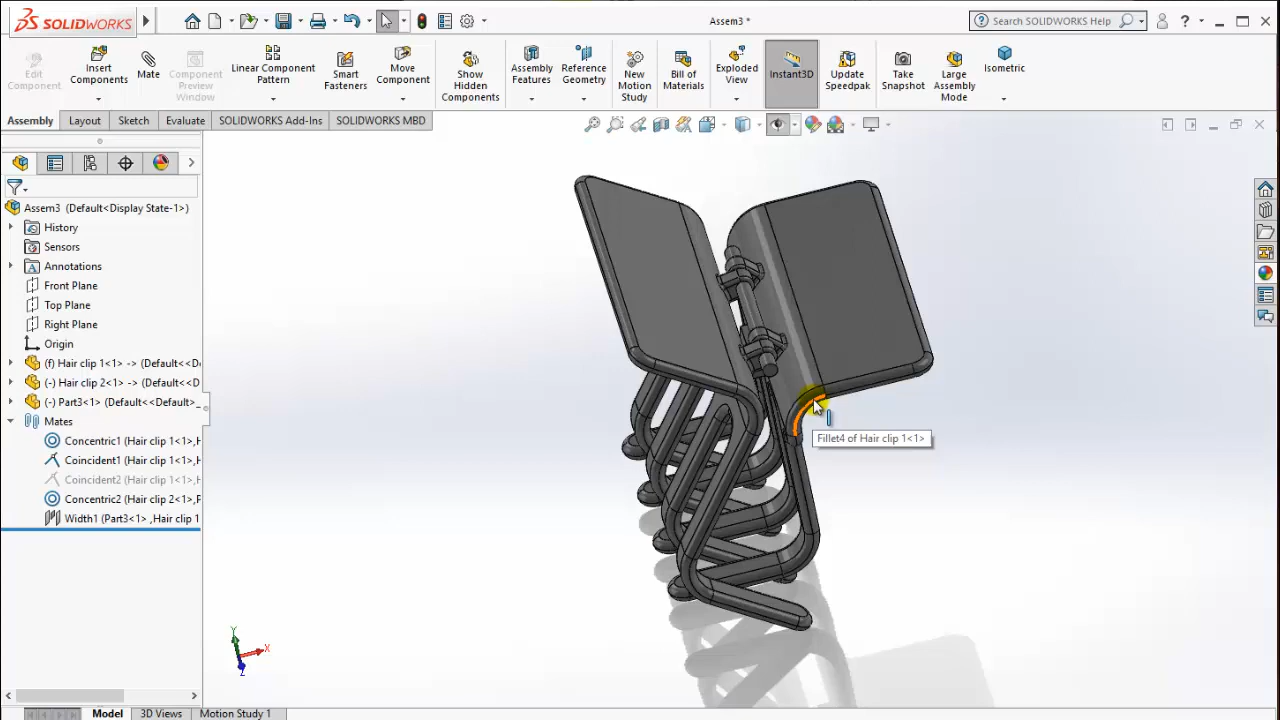 SOLIDWORKS
Assem3 *
Search SOLIDWORKS Help
Edit Component
Insert Components
Mate
Component Preview Window
Linear Component Pattern
Smart Fasteners
Move Component
Show Hidden Components
Assembly Features
Reference Geometry
New Motion Study
Bill of Materials
Exploded View
Instant3D
Update Speedpak
Take Snapshot
Large Assembly Mode
Isometric
Assembly
Layout
Sketch
Evaluate
SOLIDWORKS Add-Ins
SOLIDWORKS MBD
Assem3 (Default<Display State-1>)
History
Sensors
Annotations
Front Plane
Top Plane
Right Plane
Origin
(f) Hair clip 1<1> -> (Default<<D
(-) Hair clip 2<1> -> (Default<<D
(-) Part3<1> (Default<<Default>
Mates
Concentric1 (Hair clip 1<1>,H
Coincident1 (Hair clip 1<1>,H
Coincident2 (Hair clip 2<1>,H
Concentric2 (Hair clip 2<1>,P
Width1 (Part3<1> ,Hair clip 1
Fillet4 of Hair clip 1<1>
Y
X
Z
Model
3D Views
Motion Study 1